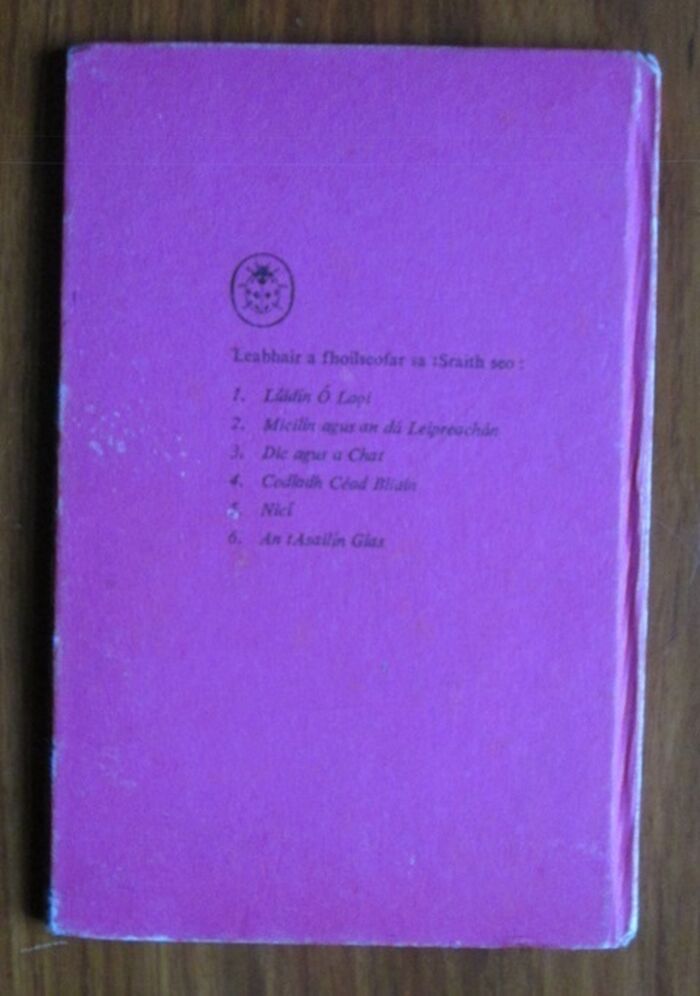 Leabhair a fhoilseofar sa tSraith seo :
1. Lúidín Ó Laoi
2. Micilín agus an dá Leipreachán
3. Dic agus a Chat
4. Codladh Céad Bliain
5. Nicí
6. An tAsailín Glas